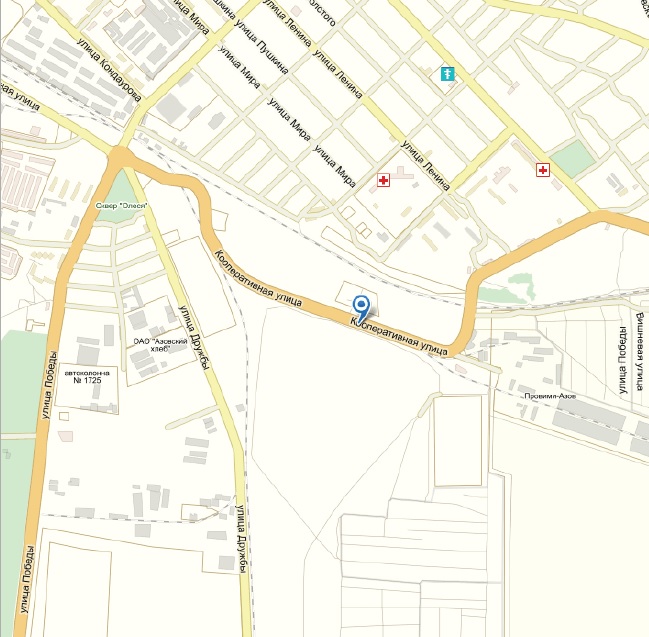 улица Мира
улица Пушкина
улица Ленина
улица Кондаурова
улица Мира
улица Ленина
улица
улица Мира
улица Мира
улица Ленина
Сквер "Олеся"
Кооперативная улица
Кооперативная улица
улица Дружбы
ОАО "Азовский
хлеб"
автоколонна
№ 1725
улица Победы
Провими-Азов
улица Победы
Вишневая улица
улица Дружбы
улица Победы